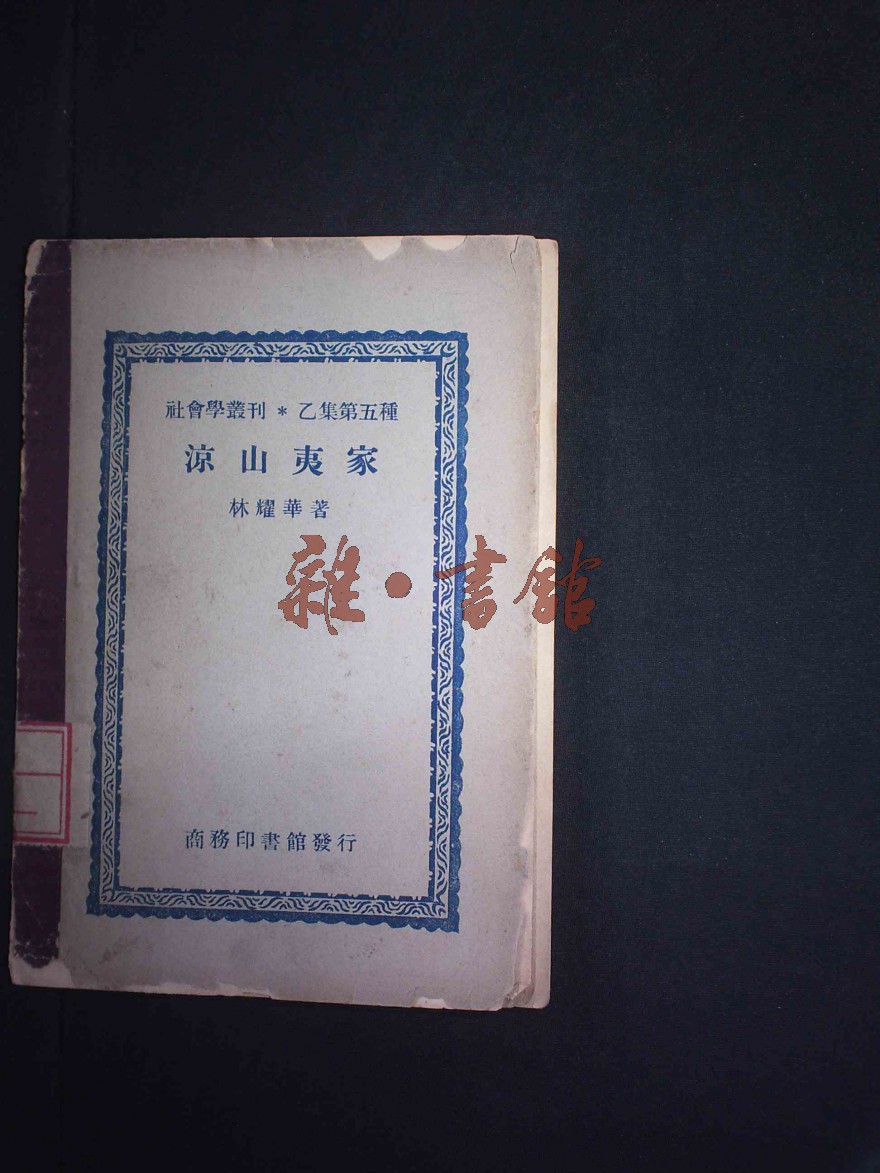 社會學叢刊 * 乙集第五種
涼山夷家
林耀華著
雜·書館
商務印書館發行